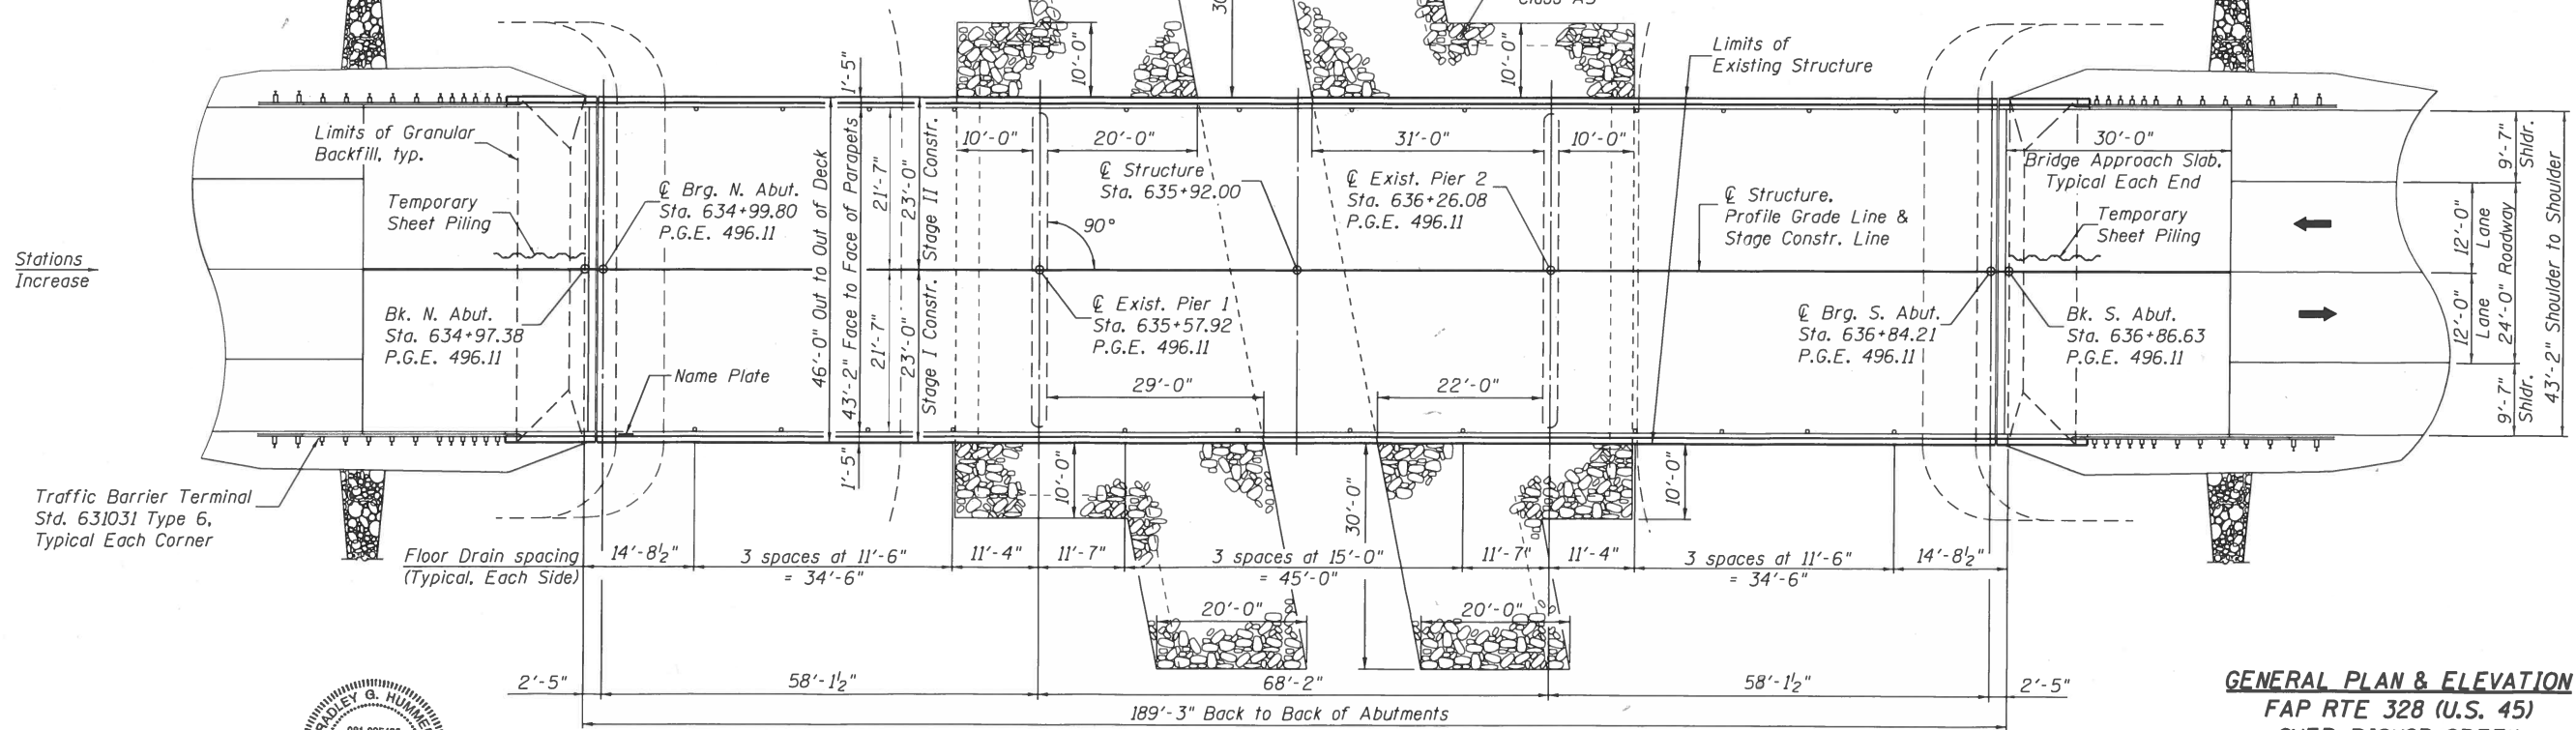 10'-0"
10'-0"
Limits of
Existing Structure
1'-5"
Limits of Granular
Backfill, typ.
10'-0"
20'-0"
31'-0"
10'-0"
30'-0"
Bridge Approach Slab,
Typical Each End
9'-7"
Shldr.
Temporary
Sheet Piling
℄ Brg. N. Abut.
Sta. 634+99.80
P.G.E. 496.11
46'-0" Out to Out of Deck
43'-2" Face to Face of Parapets
21'-7"
23'-0"
Stage II Constr.
90°
℄ Structure
Sta. 635+92.00
℄ Exist. Pier 2
Sta. 636+26.08
P.G.E. 496.11
℄ Structure,
Profile Grade Line &
Stage Constr. Line
Temporary
Sheet Piling
12'-0"
Lane
24'-0" Roadway
43'-2" Shoulder to Shoulder
Stations
Increase
Bk. N. Abut.
Sta. 634+97.38
P.G.E. 496.11
21'-7"
23'-0"
Stage I Constr.
℄ Exist. Pier 1
Sta. 635+57.92
P.G.E. 496.11
℄ Brg. S. Abut.
Sta. 636+84.21
P.G.E. 496.11
Bk. S. Abut.
Sta. 636+86.63
P.G.E. 496.11
12'-0"
Lane
Name Plate
29'-0"
22'-0"
9'-7"
Shldr.
1'-5"
10'-0"
30'-0"
10'-0"
Traffic Barrier Terminal
Std. 631031 Type 6,
Typical Each Corner
Floor Drain spacing
(Typical, Each Side)
14'-8½"
3 spaces at 11'-6"
= 34'-6"
11'-4"
11'-7"
3 spaces at 15'-0"
= 45'-0"
11'-7"
11'-4"
3 spaces at 11'-6"
= 34'-6"
14'-8½"
20'-0"
20'-0"
2'-5"
58'-1½"
68'-2"
58'-1½"
2'-5"
189'-3" Back to Back of Abutments
RADLEY G. HUMME
GENERAL PLAN & ELEVATION
FAP RTE 328 (U.S. 45)